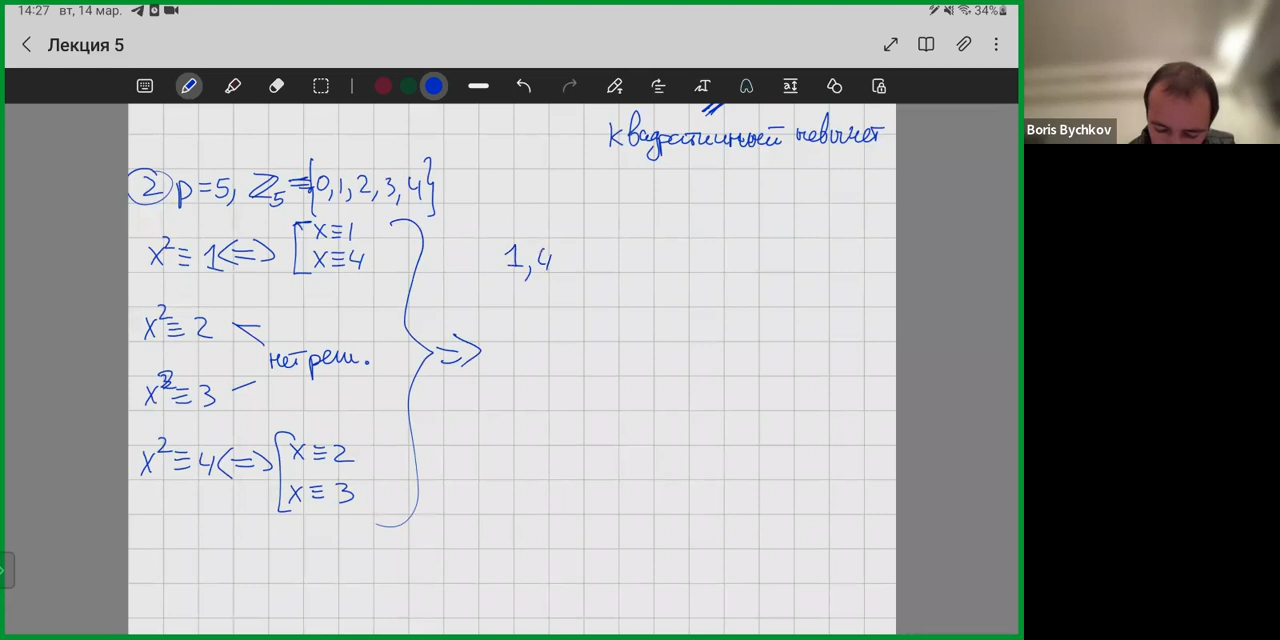 14:27 вт, 14 мар.
34%
Лекция 5
Boris Bychkov
квадратичный невычет
② p=5, ℤ₅={0,1,2,3,4}
x²≡1<=> [ x≡1
x≡4
1,4
x²≡2
нет реш.
=>
x²≡3
x²≡4<=> [ x≡2
x≡3